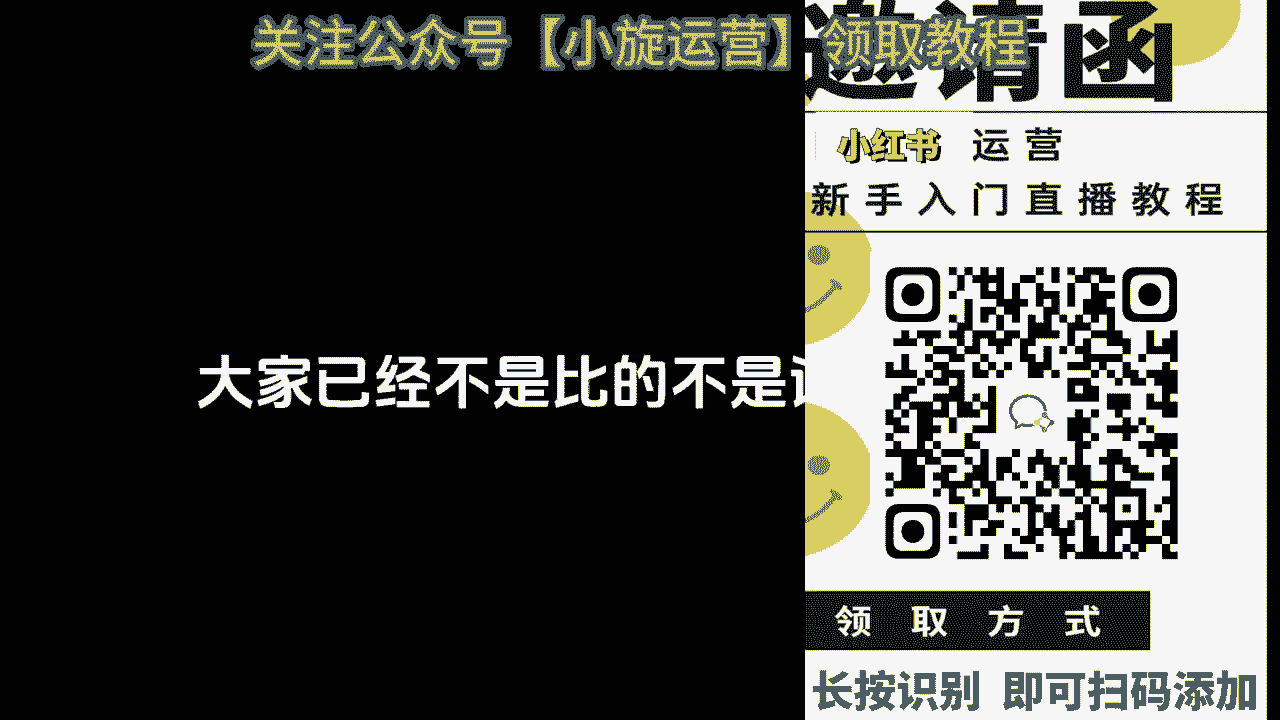 关注公众号【小旋运营】领取教程
邀请函
小红书 运营
新手入门直播教程
大家已经不是比的不是
领取方式
长按识别 即可扫码添加